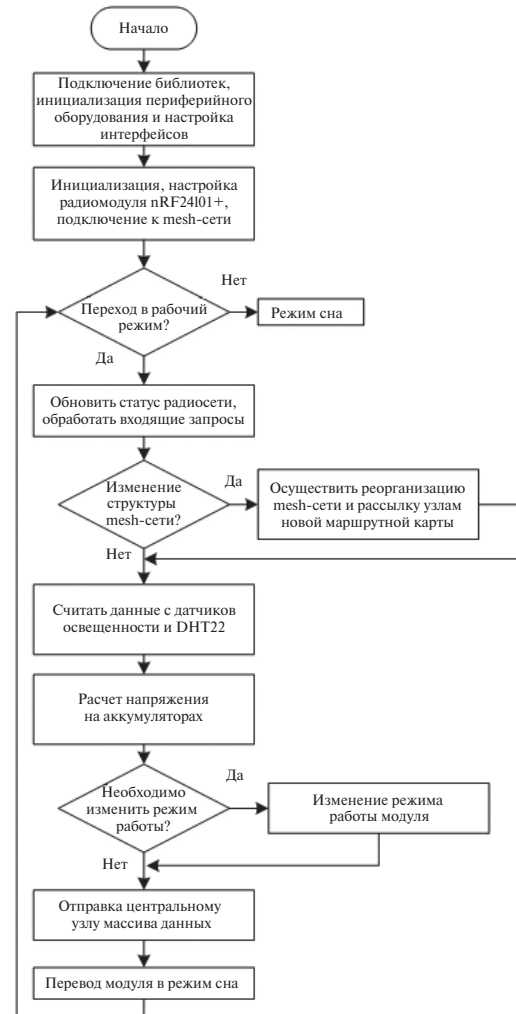 Начало
Подключение библиотек,
инициализация периферийного
оборудования и настройка
интерфейсов
Инициализация, настройка
радиомодуля nRF24l01+,
подключение к mesh-сети
Нет
Переход в рабочий
режим?
Режим сна
Да
Обновить статус радиосети,
обработать входящие запросы
Да
Изменение
структуры
mesh-сети?
Осуществить реорганизацию
mesh-сети и рассылку узлам
новой маршрутной карты
Нет
Считать данные с датчиков
освещенности и DHT22
Расчет напряжения
на аккумуляторах
Да
Необходимо
изменить режим
работы?
Изменение режима
работы модуля
Нет
Отправка центральному
узлу массива данных
Перевод модуля в режим сна